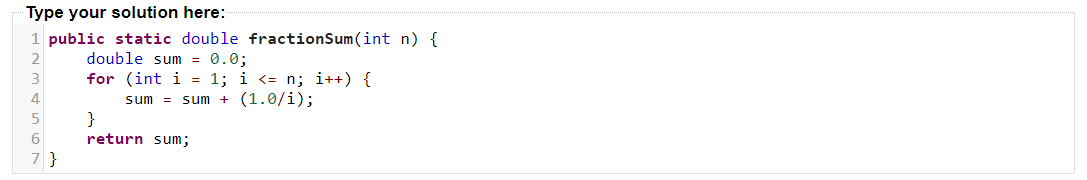 Type your solution here:
1 public static double fractionSum(int n) {
2     double sum = 0.0;
3     for (int i = 1; i <= n; i++) {
4         sum = sum + (1.0/i);
5     }
6     return sum;
7 }